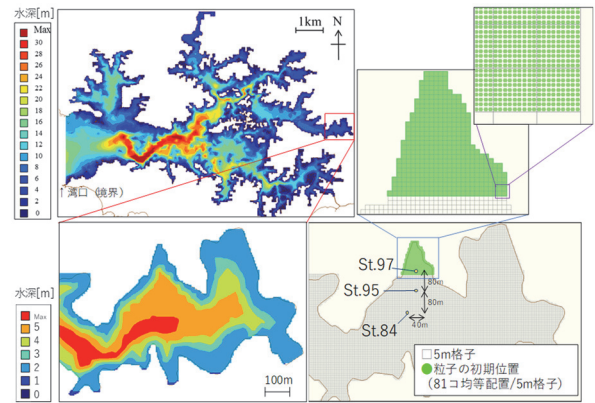 水深[m]
Max
30
28
26
24
22
20
18
16
14
12
10
8
6
4
2
0
1km
N
↑湾口（境界）
水深[m]
Max
5
4
3
2
1
0
100m
St.97
St.95
St.84
80m
80m
40m
5m格子
粒子の初期位置
(81コ均等配置/5m格子)